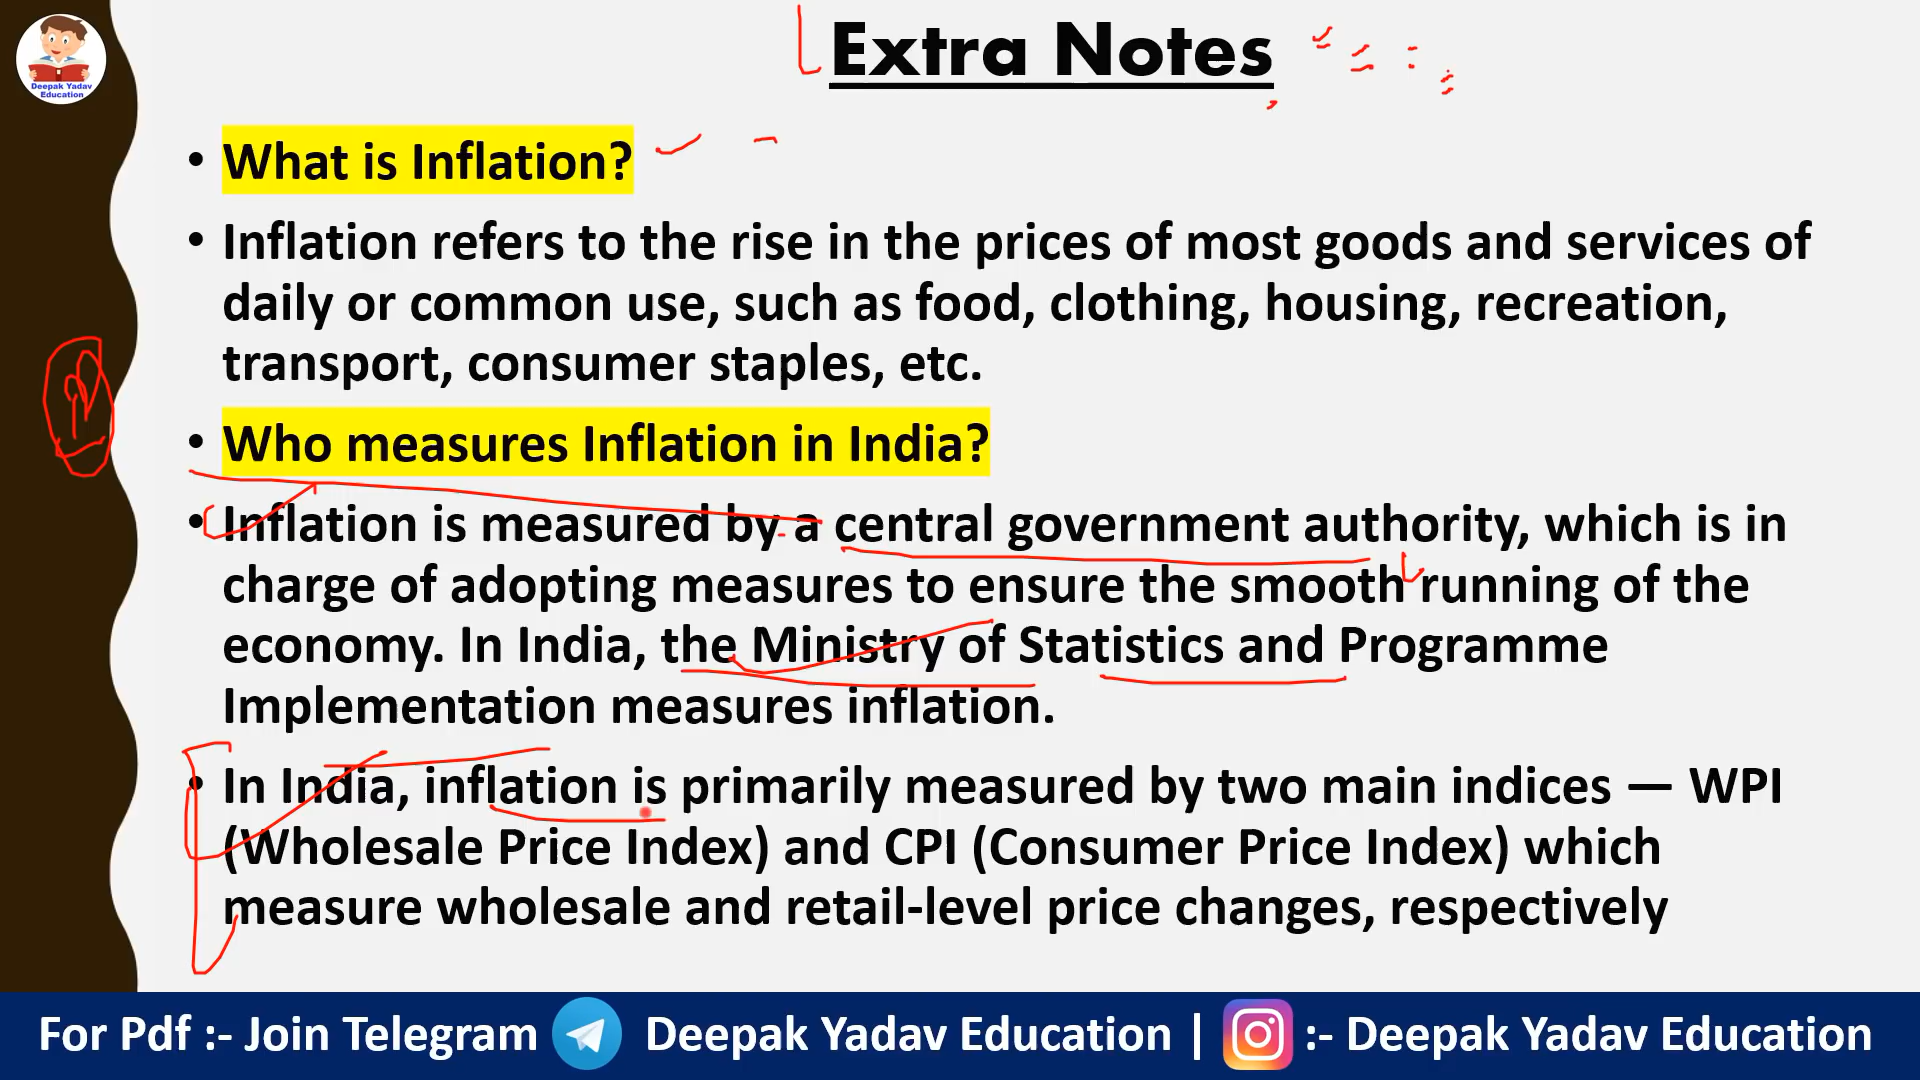 Extra Notes
Deepak Yadav
Education
• What is Inflation?
• Inflation refers to the rise in the prices of most goods and services of
daily or common use, such as food, clothing, housing, recreation,
transport, consumer staples, etc.
• Who measures Inflation in India?
• Inflation is measured by a central government authority, which is in
charge of adopting measures to ensure the smooth running of the
economy. In India, the Ministry of Statistics and Programme
Implementation measures inflation.
• In India, inflation is primarily measured by two main indices — WPI
(Wholesale Price Index) and CPI (Consumer Price Index) which
measure wholesale and retail-level price changes, respectively
For Pdf :- Join Telegram Deepak Yadav Education | :- Deepak Yadav Education